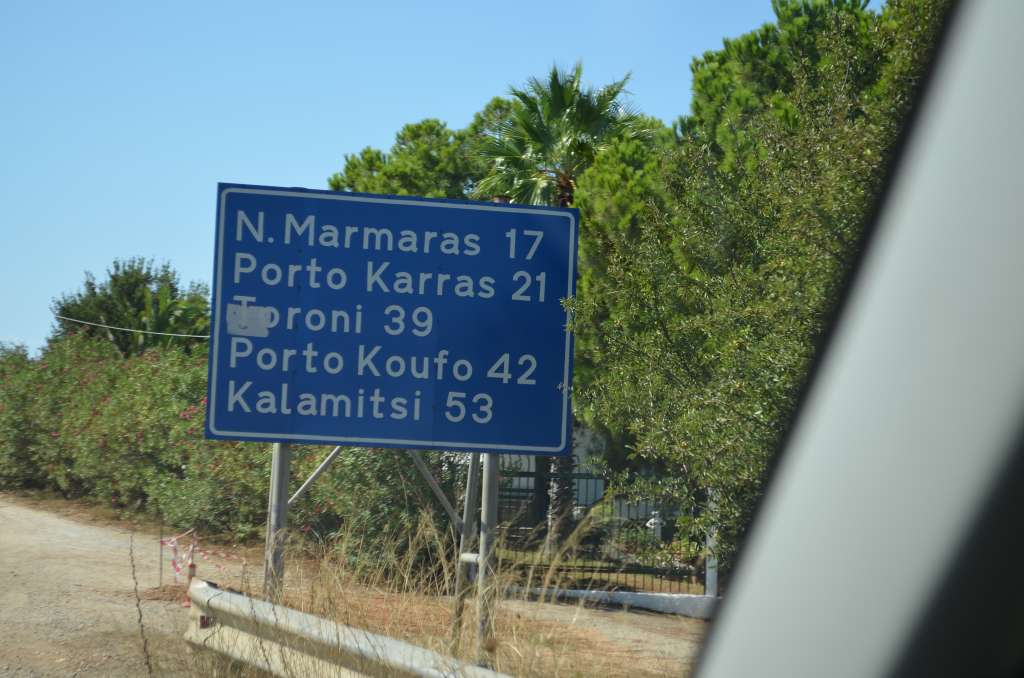 N. Marmaras 17
Porto Karras 21
Toroni 39
Porto Koufo 42
Kalamitsi 53